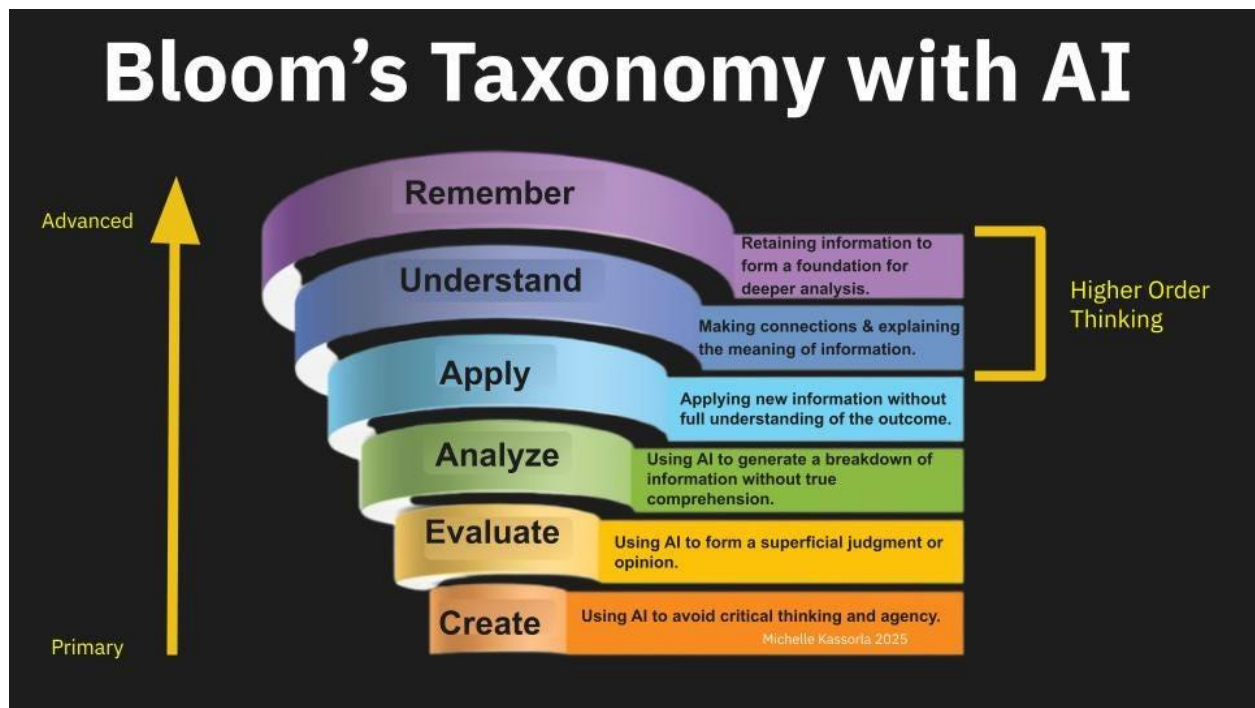 Bloom's Taxonomy with AI
Advanced
Remember
Retaining information to
form a foundation for
deeper analysis.
Higher Order
Thinking
Understand
Making connections & explaining
the meaning of information.
Apply
Applying new information without
full understanding of the outcome.
Analyze
Using AI to generate a breakdown of
information without true
comprehension.
Evaluate
Using AI to form a superficial judgment or
opinion.
Create
Using AI to avoid critical thinking and agency.
Michelle Kassorla 2025
Primary